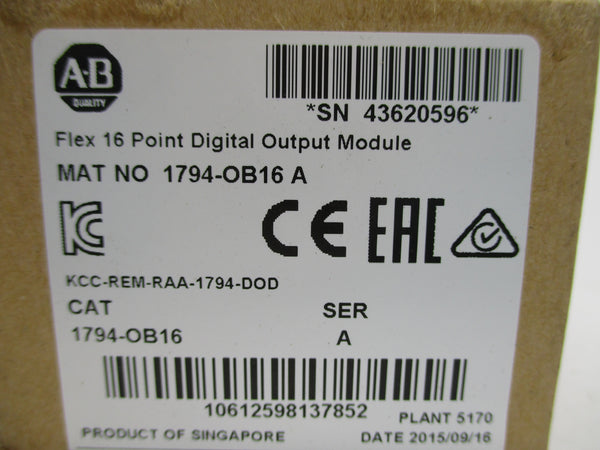 A-B
QUALITY
*SN 43620596*
Flex 16 Point Digital Output Module
MAT NO 1794-OB16 A
KC
CE EAC
KCC-REM-RAA-1794-DOD
CAT SER
1794-OB16 A
10612598137852
PLANT 5170
PRODUCT OF SINGAPORE DATE 2015/09/16